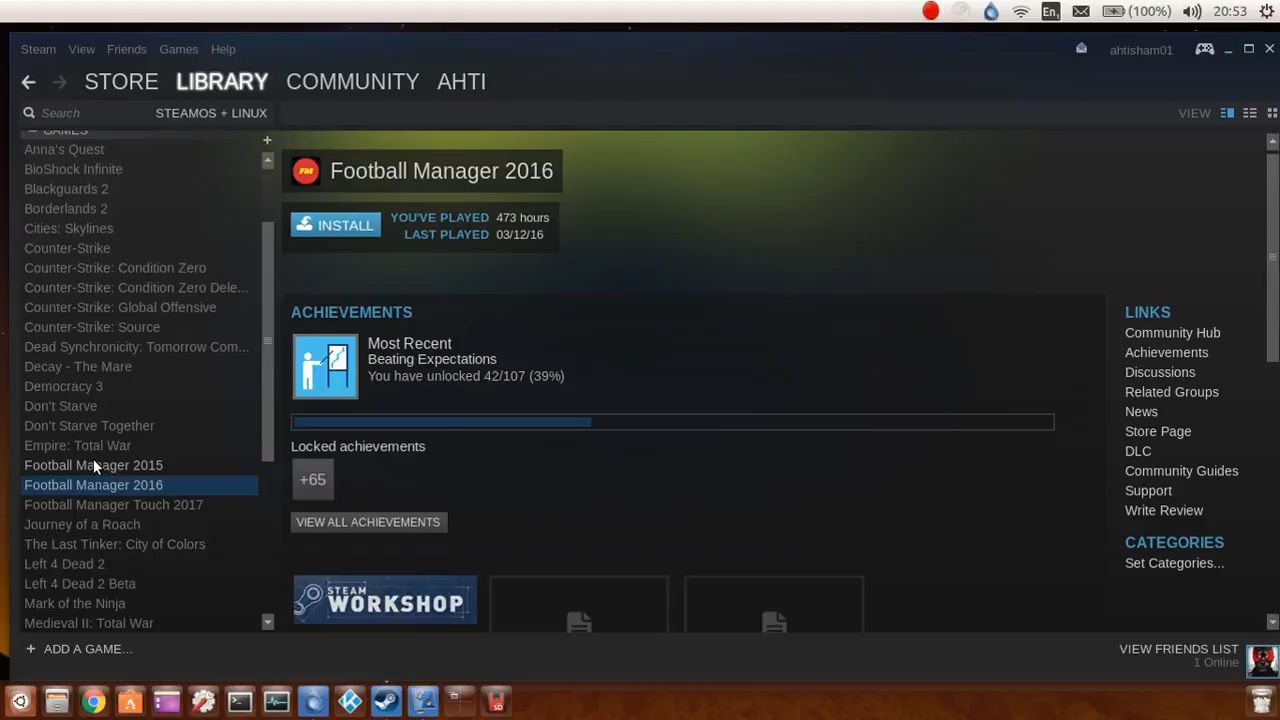 En1 (100%) 20:53
Steam View Friends Games Help ahtisham01
STORE LIBRARY COMMUNITY AHTI
Search STEAMOS + LINUX VIEW
GAMES
Anna's Quest
BioShock Infinite
Blackguards 2
Borderlands 2
Cities: Skylines
Counter-Strike
Counter-Strike: Condition Zero
Counter-Strike: Condition Zero Dele...
Counter-Strike: Global Offensive
Counter-Strike: Source
Dead Synchronicity: Tomorrow Com...
Decay - The Mare
Democracy 3
Don't Starve
Don't Starve Together
Empire: Total War
Football Manager 2015
Football Manager 2016
Football Manager Touch 2017
Journey of a Roach
The Last Tinker: City of Colors
Left 4 Dead 2
Left 4 Dead 2 Beta
Mark of the Ninja
Medieval II: Total War
FM Football Manager 2016
INSTALL
YOU'VE PLAYED 473 hours
LAST PLAYED 03/12/16
ACHIEVEMENTS
Most Recent
Beating Expectations
You have unlocked 42/107 (39%)
Locked achievements
+65
VIEW ALL ACHIEVEMENTS
STEAM
WORKSHOP
LINKS
Community Hub
Achievements
Discussions
Related Groups
News
Store Page
DLC
Community Guides
Support
Write Review
CATEGORIES
Set Categories...
+ ADD A GAME...
VIEW FRIENDS LIST
1 Online
SD